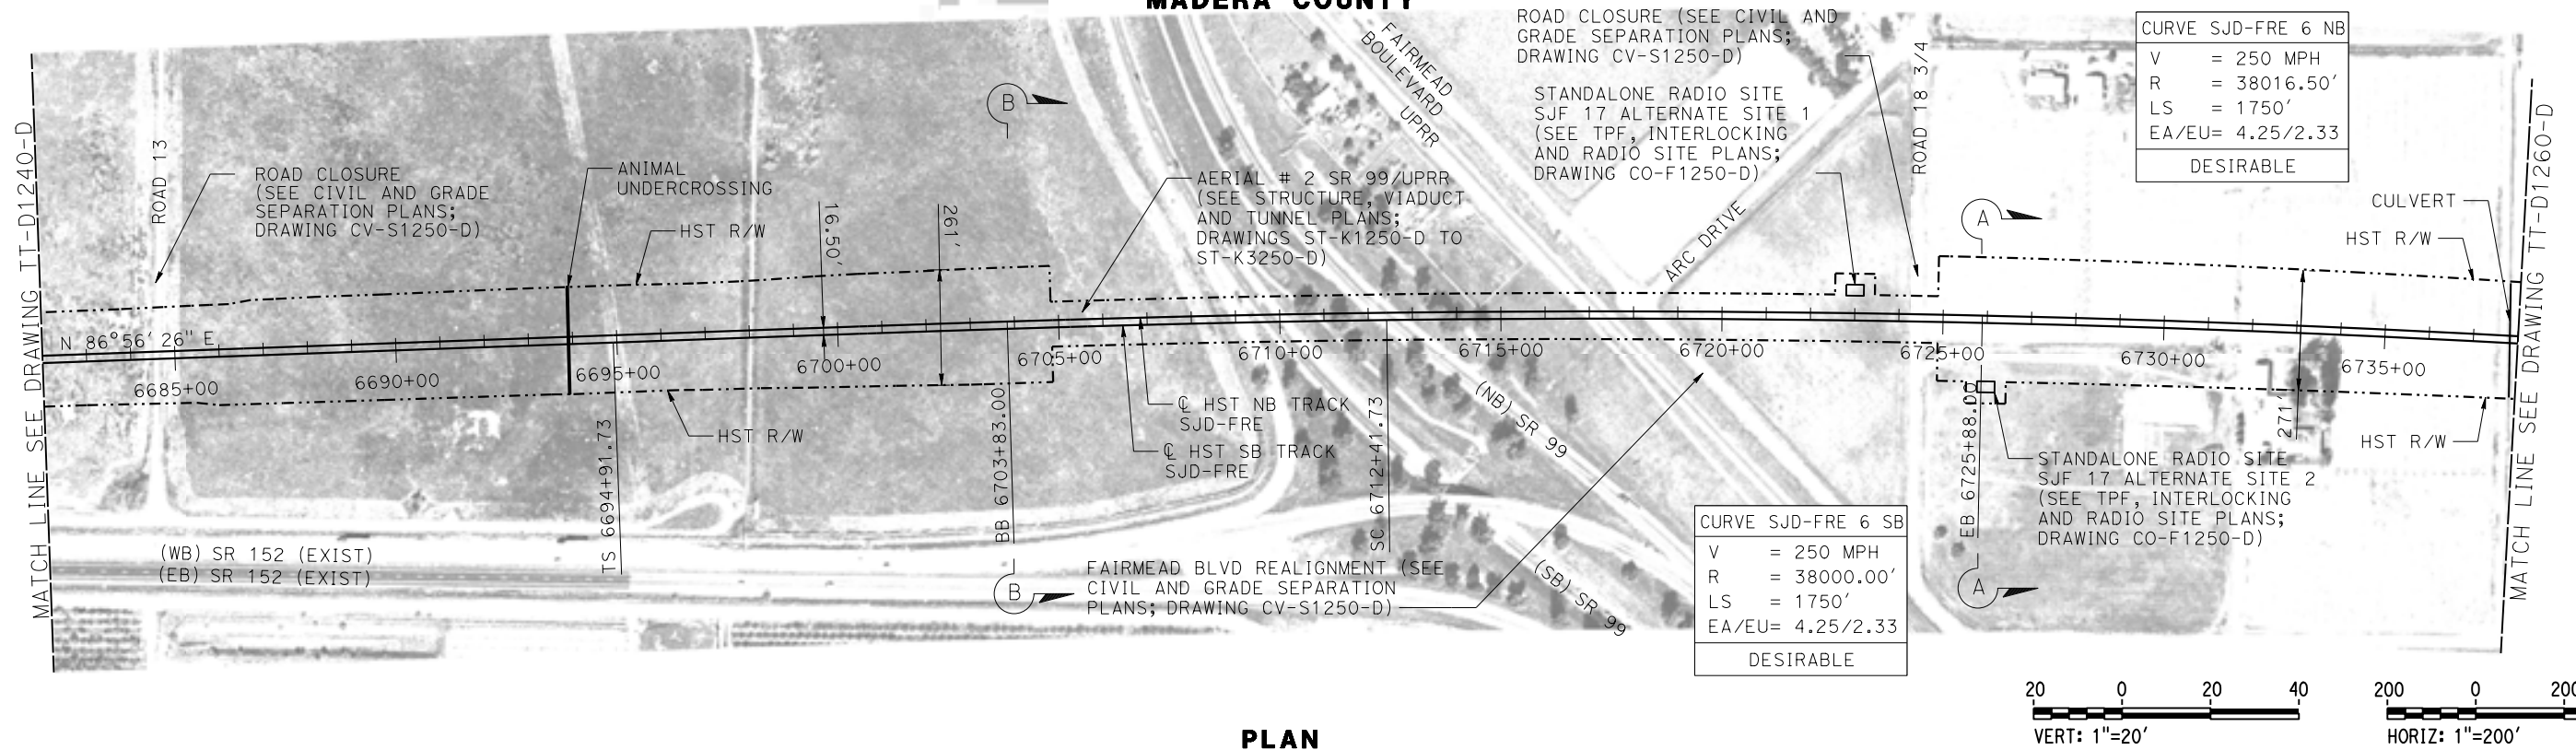 MADERA COUNTY
MATCH LINE SEE DRAWING TT-D1240-D
ROAD 13
ROAD CLOSURE
(SEE CIVIL AND GRADE
SEPARATION PLANS;
DRAWING CV-S1250-D)
ANIMAL
UNDERCROSSING
HST R/W
16.50'
261'
B
AERIAL # 2 SR 99/UPRR
(SEE STRUCTURE, VIADUCT
AND TUNNEL PLANS;
DRAWINGS ST-K1250-D TO
ST-K3250-D)
FAIRMEAD
BOULEVARD
UPRR
ROAD CLOSURE (SEE CIVIL AND
GRADE SEPARATION PLANS;
DRAWING CV-S1250-D)
STANDALONE RADIO SITE
SJF 17 ALTERNATE SITE 1
(SEE TPF, INTERLOCKING
AND RADIO SITE PLANS;
DRAWING CO-F1250-D)
ROAD 18 3/4
ARC DRIVE
A
CURVE SJD-FRE 6 NB
V = 250 MPH
R = 38016.50'
LS = 1750'
EA/EU= 4.25/2.33
DESIRABLE
CULVERT
HST R/W
MATCH LINE SEE DRAWING TT-D1260-D
N 86°56'26" E
6685+00
6690+00
6695+00
6700+00
6705+00
6710+00
6715+00
6720+00
6725+00
6730+00
6735+00
HST R/W
TS 6694+91.73
BB 6703+83.00
℄ HST NB TRACK
SJD-FRE
℄ HST SB TRACK
SJD-FRE
SC 6712+41.73
(NB) SR 99
(SB) SR 99
EB 6725+88.00
271'
HST R/W
STANDALONE RADIO SITE
SJF 17 ALTERNATE SITE 2
(SEE TPF, INTERLOCKING
AND RADIO SITE PLANS;
DRAWING CO-F1250-D)
A
(WB) SR 152 (EXIST)
(EB) SR 152 (EXIST)
B
FAIRMEAD BLVD REALIGNMENT (SEE
CIVIL AND GRADE SEPARATION
PLANS; DRAWING CV-S1250-D)
CURVE SJD-FRE 6 SB
V = 250 MPH
R = 38000.00'
LS = 1750'
EA/EU= 4.25/2.33
DESIRABLE
PLAN
20 0 20 40
VERT: 1"=20'
200 0 200
HORIZ: 1"=200'